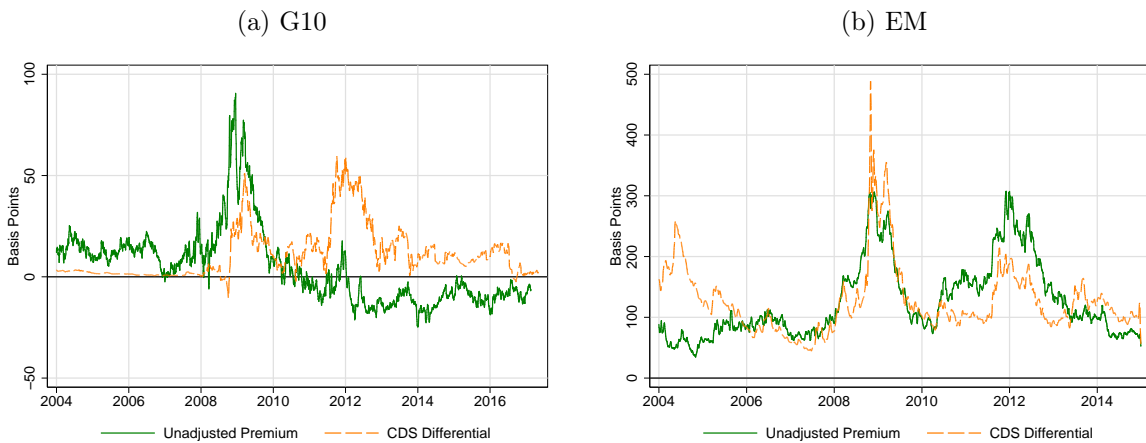 (a) G10
Basis Points
100
50
0
−50
2004 2006 2008 2010 2012 2014 2016
Unadjusted Premium CDS Differential
(b) EM
Basis Points
500
400
300
200
100
0
2004 2006 2008 2010 2012 2014
Unadjusted Premium CDS Differential